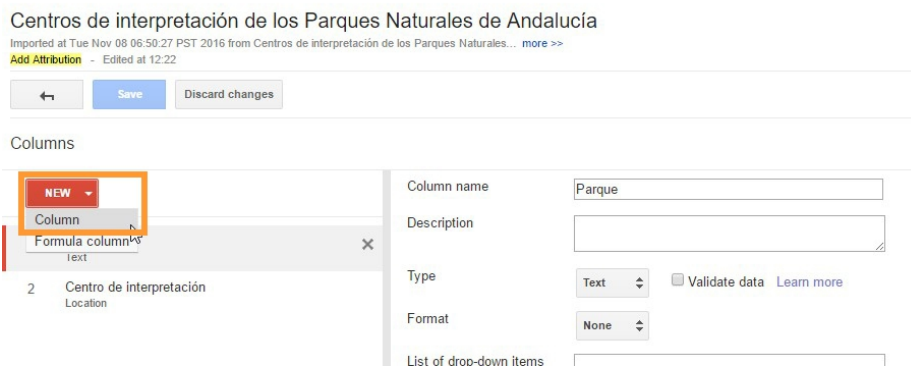 Centros de interpretación de los Parques Naturales de Andalucía
Imported at Tue Nov 08 06:50:27 PST 2016 from Centros de interpretación de los Parques Naturales... more >>
Add Attribution - Edited at 12:22
Save Discard changes
Columns
NEW
Column
Formula column
Text
2 Centro de interpretación
Location
Column name Parque
Description
Type Text Validate data Learn more
Format None
List of drop-down items